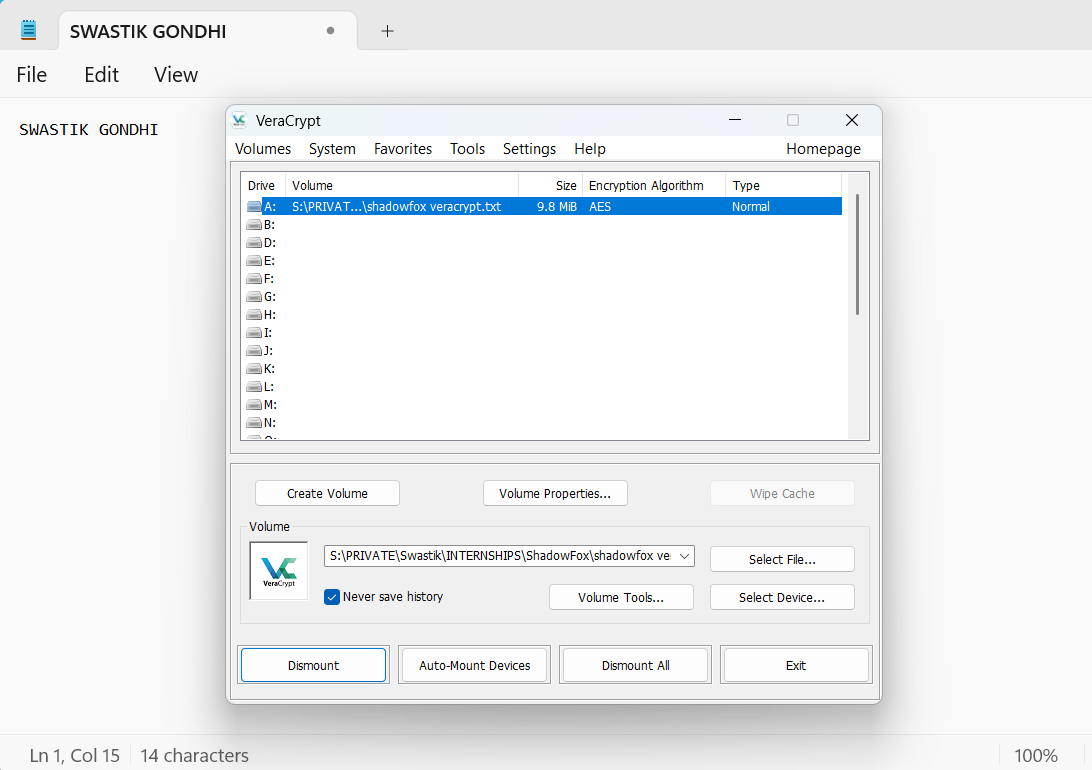 SWASTIK GONDHI
File Edit View
SWASTIK GONDHI
VeraCrypt
Volumes System Favorites Tools Settings Help Homepage
Drive Volume Size Encryption Algorithm Type
A: S:\PRIVAT...\shadowfox veracrypt.txt 9.8 MiB AES Normal
B:
D:
E:
F:
G:
H:
I:
J:
K:
L:
M:
N:
Create Volume Volume Properties... Wipe Cache
Volume
VeraCrypt
S:\PRIVATE\Swastik\INTERNSHIPS\ShadowFox\shadowfox ve Select File...
Never save history Volume Tools... Select Device...
Dismount Auto-Mount Devices Dismount All Exit
Ln 1, Col 15 14 characters 100%